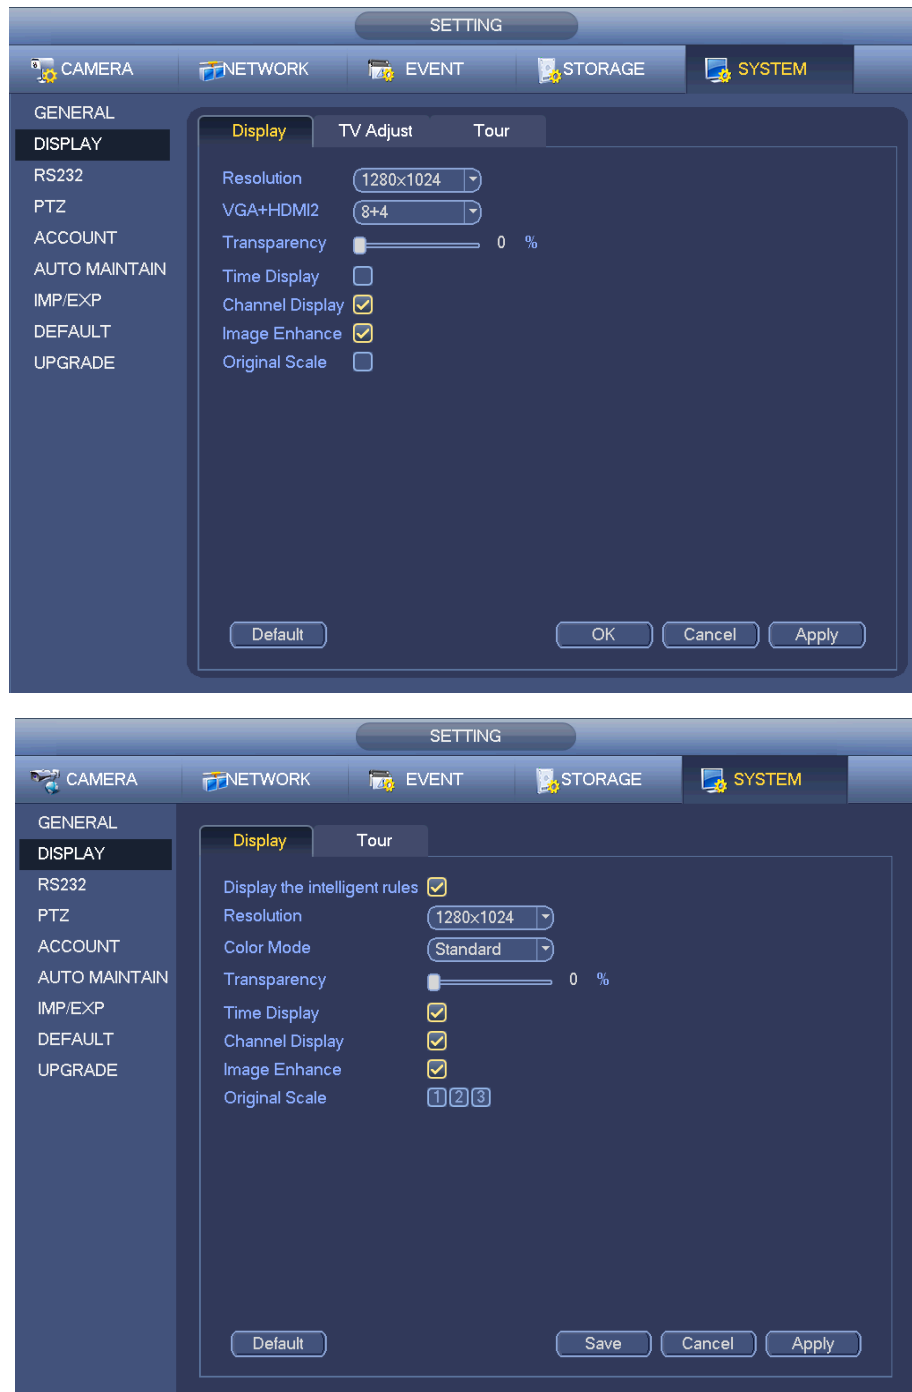 SETTING
CAMERA NETWORK EVENT STORAGE SYSTEM
GENERAL
DISPLAY
RS232
PTZ
ACCOUNT
AUTO MAINTAIN
IMP/EXP
DEFAULT
UPGRADE
Display TV Adjust Tour
Resolution 1280×1024
VGA+HDMI2 8+4
Transparency 0 %
Time Display
Channel Display
Image Enhance
Original Scale
Default OK Cancel Apply
SETTING
CAMERA NETWORK EVENT STORAGE SYSTEM
GENERAL
DISPLAY
RS232
PTZ
ACCOUNT
AUTO MAINTAIN
IMP/EXP
DEFAULT
UPGRADE
Display Tour
Display the intelligent rules
Resolution 1280×1024
Color Mode Standard
Transparency 0 %
Time Display
Channel Display
Image Enhance
Original Scale 1 2 3
Default Save Cancel Apply